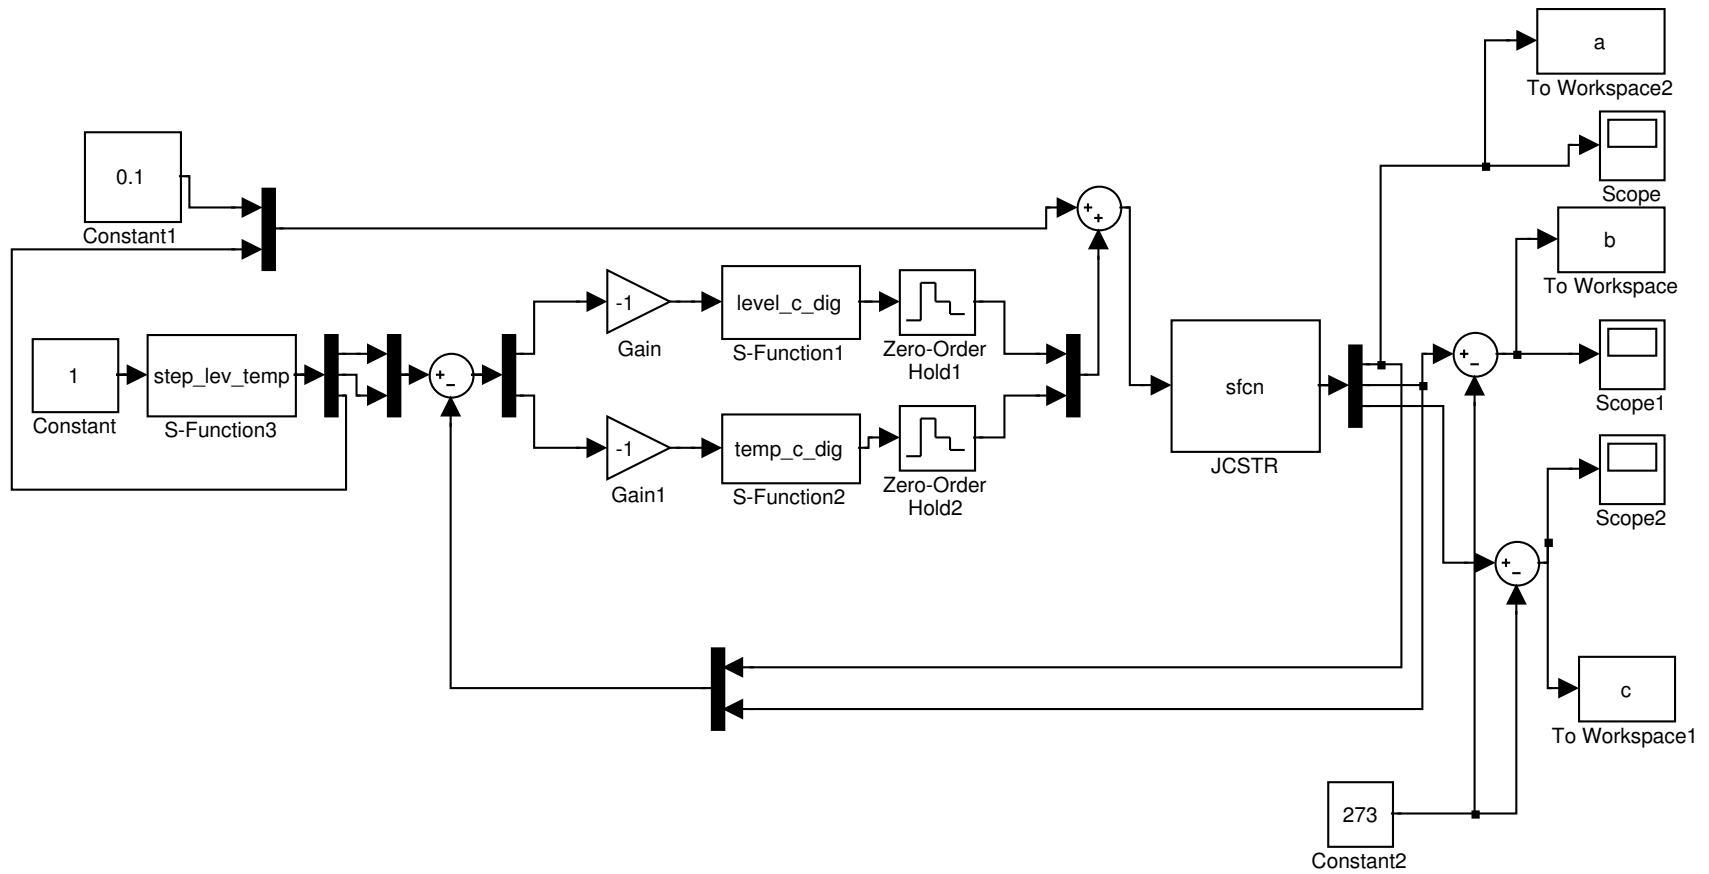 a
To Workspace2
0.1
Constant1
Scope
b
To Workspace
+
+
-1
Gain
level_c_dig
S-Function1
Zero-Order
Hold1
1
Constant
step_lev_temp
S-Function3
+
−
-1
Gain1
temp_c_dig
S-Function2
Zero-Order
Hold2
sfcn
JCSTR
+
−
Scope1
Scope2
+
−
c
To Workspace1
273
Constant2